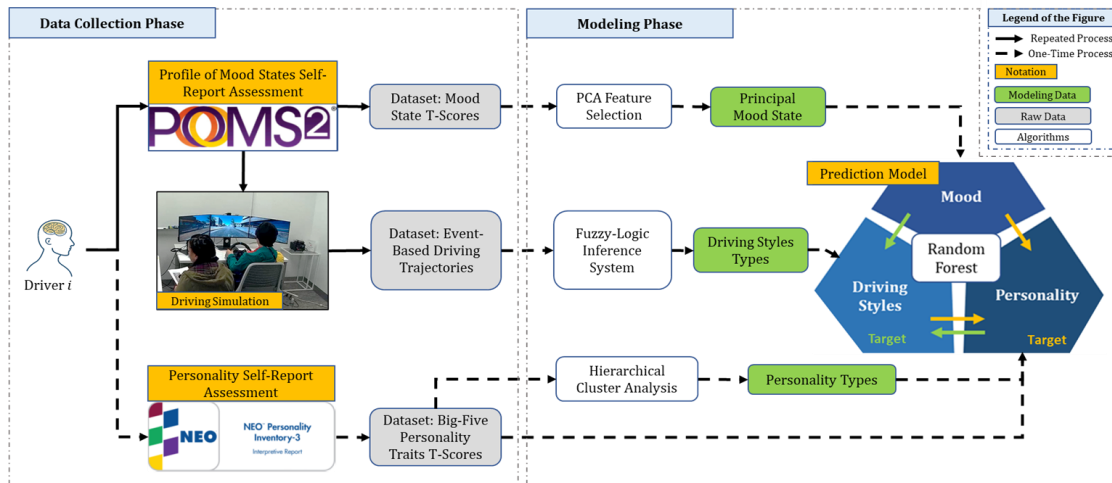 Data Collection Phase
Modeling Phase
Legend of the Figure
Repeated Process
One-Time Process
Notation
Modeling Data
Raw Data
Algorithms
Profile of Mood States Self-
Report Assessment
POMS2
Dataset: Mood
State T-Scores
PCA Feature
Selection
Principal
Mood State
Driver i
Driving Simulation
Dataset: Event-
Based Driving
Trajectories
Fuzzy-Logic
Inference
System
Driving Styles
Types
Prediction Model
Mood
Random
Forest
Driving
Styles
Personality
Target
Target
Personality Self-Report
Assessment
NEO
NEO Personality
Inventory-3
Interpretive Report
Dataset: Big-Five
Personality
Traits T-Scores
Hierarchical
Cluster Analysis
Personality Types